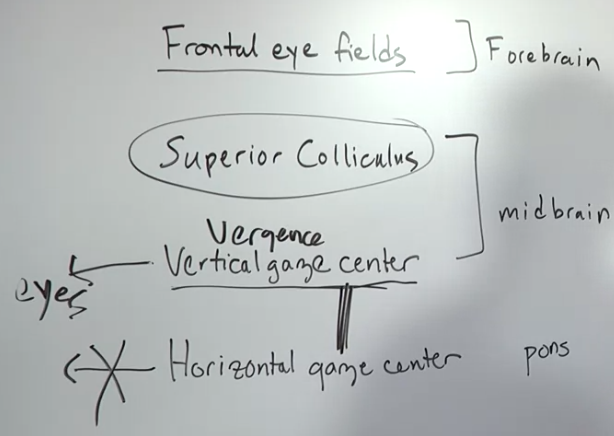 Frontal eye fields Forebrain
Superior Colliculus
midbrain
Vergence
Vertical gaze center
eyes
Horizontal gaze center pons